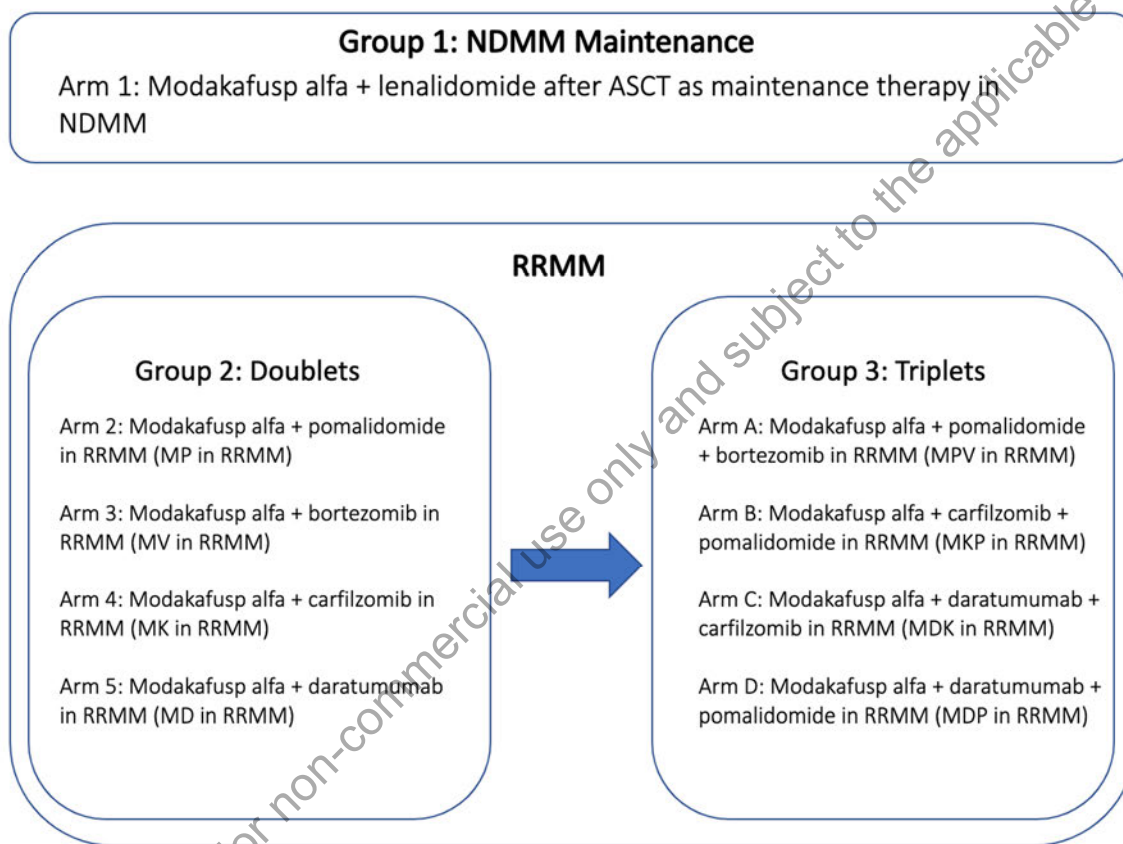 Group 1: NDMM Maintenance
Arm 1: Modakafusp alfa + lenalidomide after ASCT as maintenance therapy in
NDMM
RRMM
Group 2: Doublets
Arm 2: Modakafusp alfa + pomalidomide
in RRMM (MP in RRMM)
Arm 3: Modakafusp alfa + bortezomib in
RRMM (MV in RRMM)
Arm 4: Modakafusp alfa + carfilzomib in
RRMM (MK in RRMM)
Arm 5: Modakafusp alfa + daratumumab
in RRMM (MD in RRMM)
Group 3: Triplets
Arm A: Modakafusp alfa + pomalidomide
+ bortezomib in RRMM (MPV in RRMM)
Arm B: Modakafusp alfa + carfilzomib +
pomalidomide in RRMM (MKP in RRMM)
Arm C: Modakafusp alfa + daratumumab +
carfilzomib in RRMM (MDK in RRMM)
Arm D: Modakafusp alfa + daratumumab +
pomalidomide in RRMM (MDP in RRMM)
or non-commercial use only and subject to the applicable